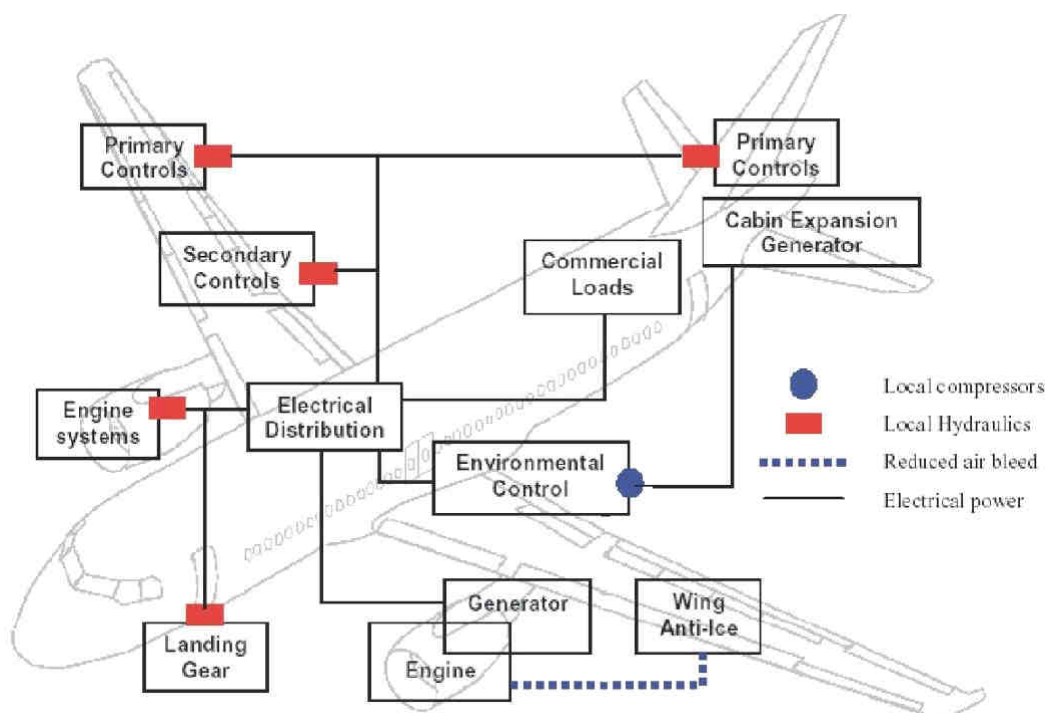 Primary
Controls
Primary
Controls
Cabin Expansion
Generator
Secondary
Controls
Commercial
Loads
Engine
systems
Electrical
Distribution
Environmental
Control
Local compressors
Local Hydraulics
Reduced air bleed
Electrical power
Generator
Wing
Anti-Ice
Landing
Gear
Engine